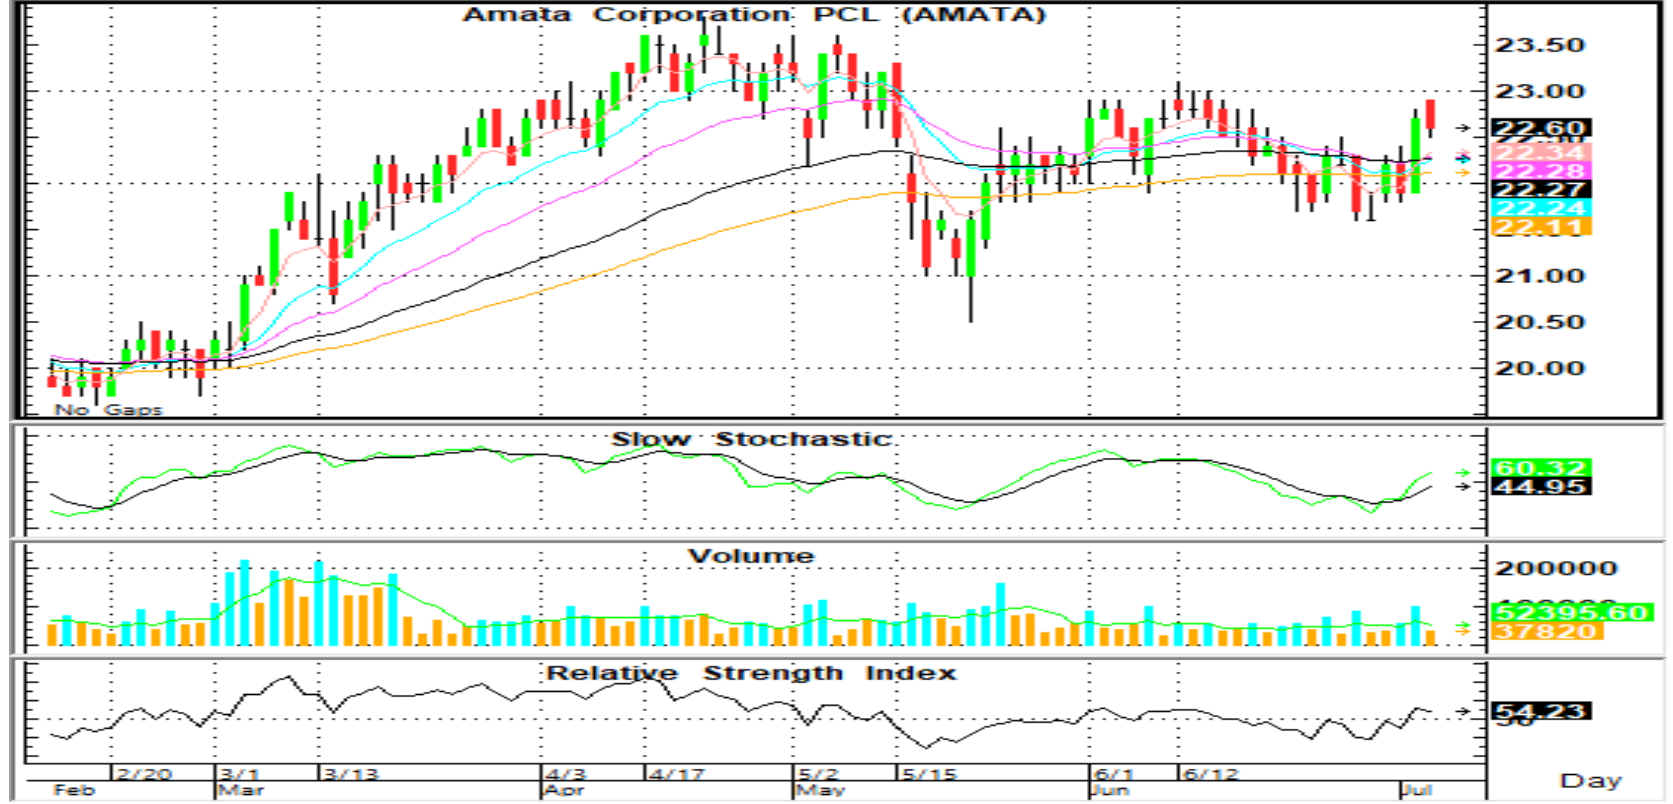 Amata Corporation PCL (AMATA)
23.50
23.00
22.60
22.34
22.28
22.27
22.24
22.11
21.00
20.50
20.00
No Gaps
Slow Stochastic
60.32
44.95
Volume
200000
52395.60
37820
Relative Strength Index
54.23
2/20 3/1 3/13 4/3 4/17 5/2 5/15 6/1 6/12
Feb Mar Apr May Jun Jul
Day